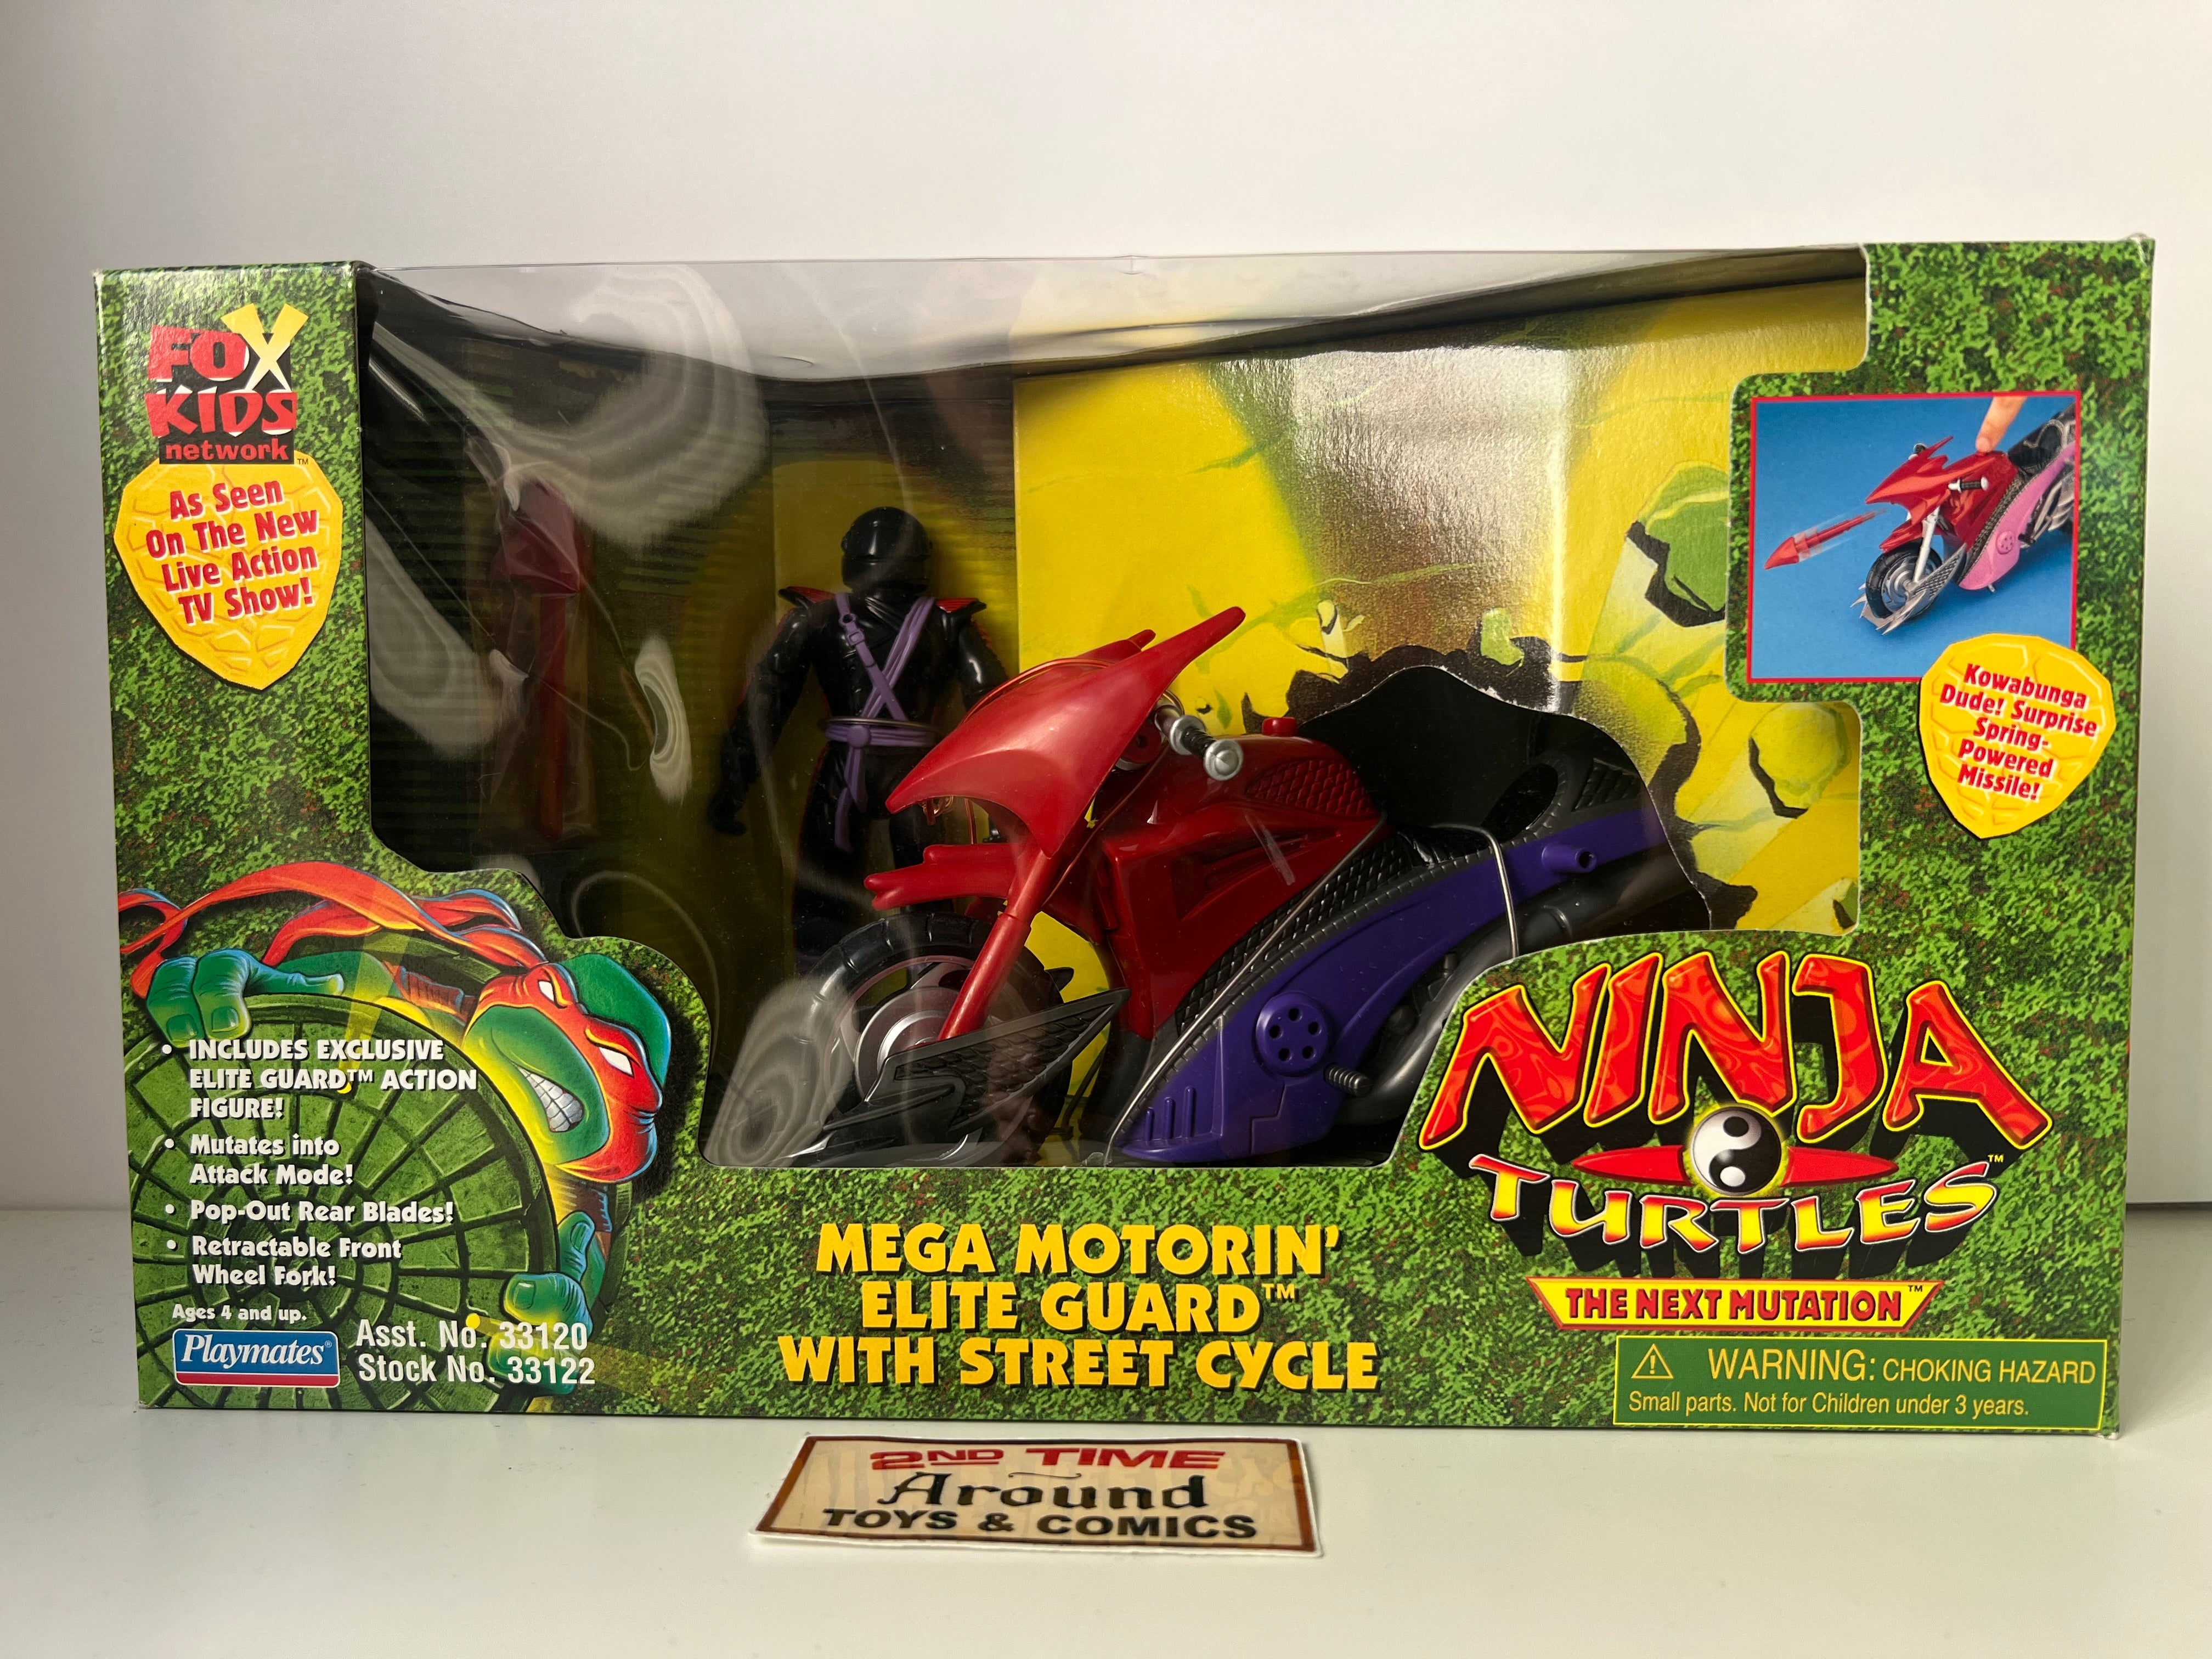 FOX
KIDS
network™
As Seen
On The New
Live Action
TV Show!
Kowabunga
Dude! Surprise
Spring-
Powered
Missile!
• INCLUDES EXCLUSIVE
ELITE GUARD™ ACTION
FIGURE!
• Mutates into
Attack Mode!
• Pop-Out Rear Blades!
• Retractable Front
Wheel Fork!
Ages 4 and up.
Playmates®
Asst. No. 33120
Stock No. 33122
MEGA MOTORIN'
ELITE GUARD™
WITH STREET CYCLE
NINJA
TURTLES™
THE NEXT MUTATION™
WARNING: CHOKING HAZARD
Small parts. Not for Children under 3 years.
2ND TIME
Around
TOYS & COMICS